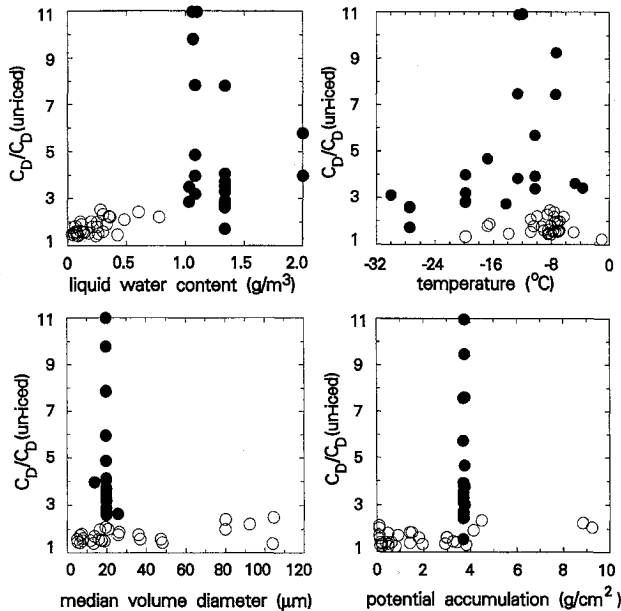 11
9
7
5
3
1
C_D/C_D (un-iced)
0 0.5 1.0 1.5 2.0
liquid water content (g/m³)
11
9
7
5
3
1
C_D/C_D (un-iced)
-30 -24 -18 -12 -6 0
temperature (°C)
11
9
7
5
3
1
C_D/C_D (un-iced)
0 20 40 60 80 100 120
median volume diameter (μm)
11
9
7
5
3
1
C_D/C_D (un-iced)
0 2 4 6 8 10
potential accumulation (g/cm²)